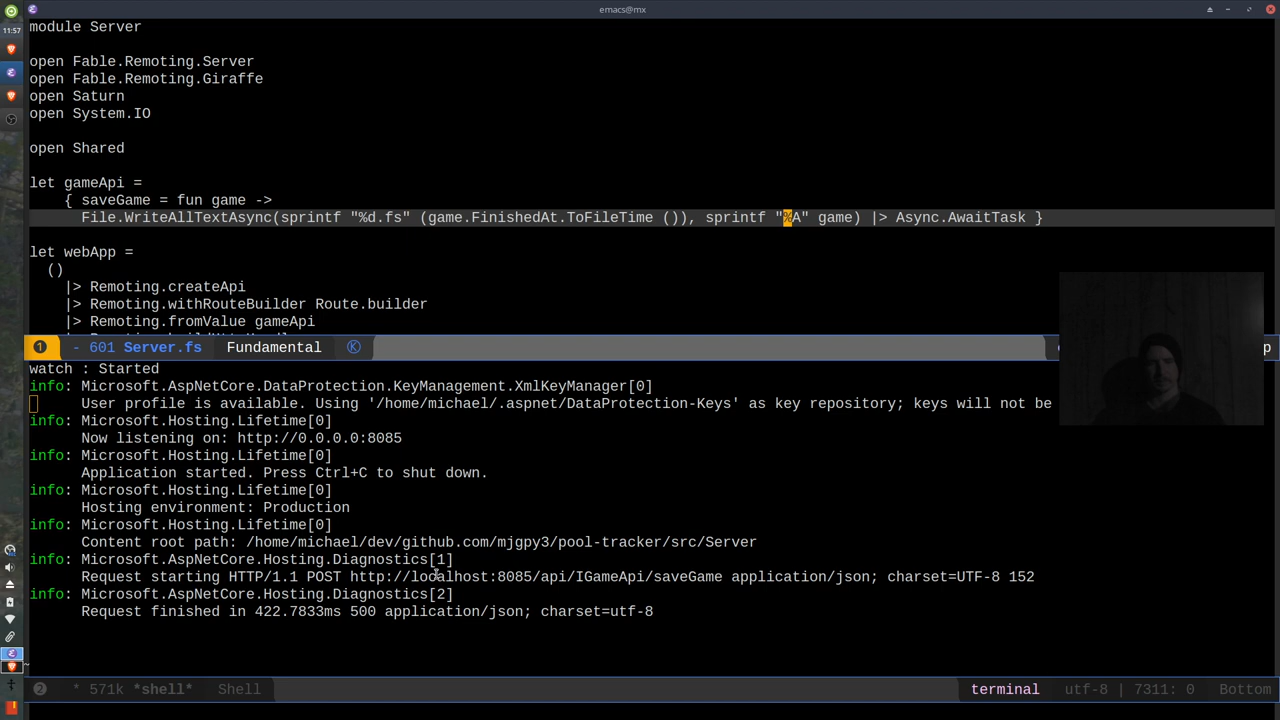 emacs@mx
11:57
module Server
open Fable.Remoting.Server
open Fable.Remoting.Giraffe
open Saturn
open System.IO
open Shared
let gameApi =
{ saveGame = fun game ->
File.WriteAllTextAsync(sprintf "%d.fs" (game.FinishedAt.ToFileTime ()), sprintf "%A" game) |> Async.AwaitTask }
let webApp =
()
|> Remoting.createApi
|> Remoting.withRouteBuilder Route.builder
|> Remoting.fromValue gameApi
1 - 601 Server.fs Fundamental K p
watch : Started
info: Microsoft.AspNetCore.DataProtection.KeyManagement.XmlKeyManager[0]
User profile is available. Using '/home/michael/.aspnet/DataProtection-Keys' as key repository; keys will not be
info: Microsoft.Hosting.Lifetime[0]
Now listening on: http://0.0.0.0:8085
info: Microsoft.Hosting.Lifetime[0]
Application started. Press Ctrl+C to shut down.
info: Microsoft.Hosting.Lifetime[0]
Hosting environment: Production
info: Microsoft.Hosting.Lifetime[0]
Content root path: /home/michael/dev/github.com/mjgpy3/pool-tracker/src/Server
info: Microsoft.AspNetCore.Hosting.Diagnostics[1]
Request starting HTTP/1.1 POST http://localhost:8085/api/IGameApi/saveGame application/json; charset=UTF-8 152
info: Microsoft.AspNetCore.Hosting.Diagnostics[2]
Request finished in 422.7833ms 500 application/json; charset=utf-8
~
2 * 571k *shell* Shell terminal utf-8 | 7311: 0 Bottom